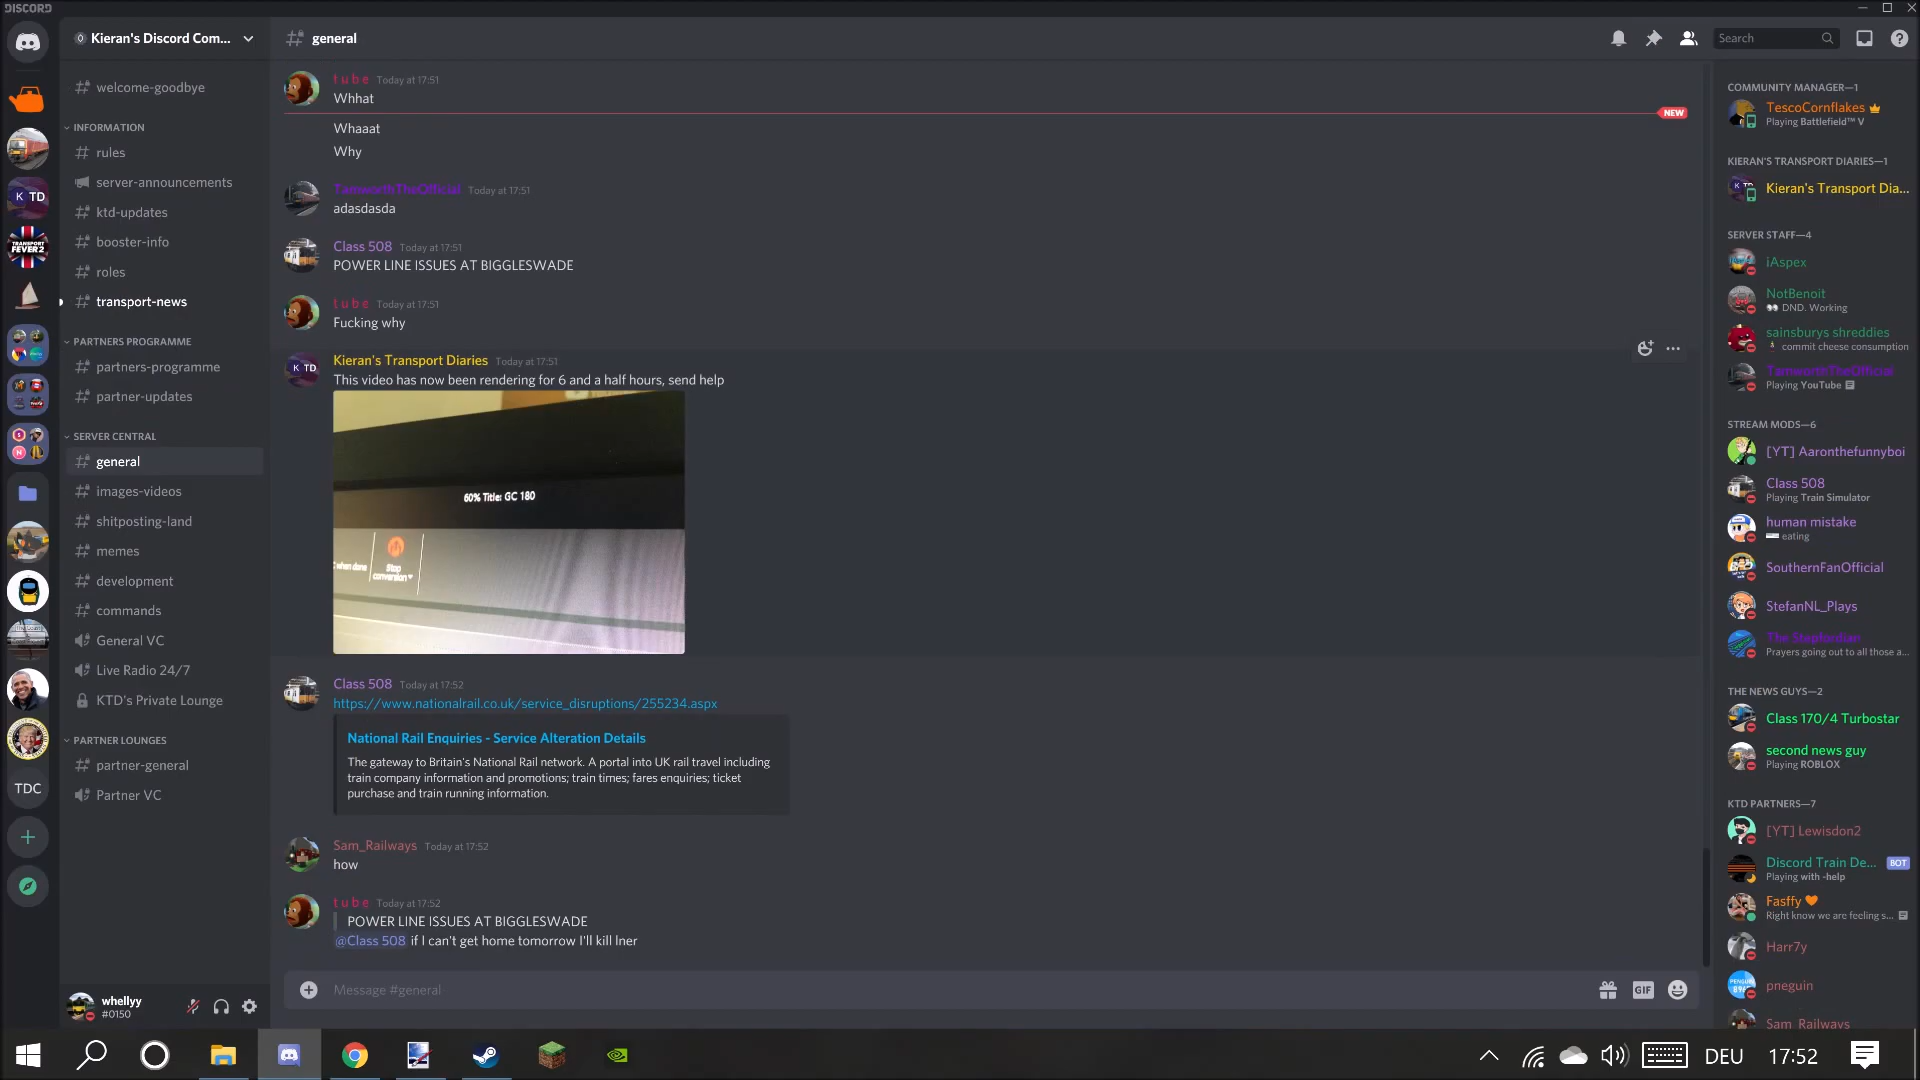 DISCORD
Kieran's Discord Com...
general
Search
welcome-goodbye
INFORMATION
rules
server-announcements
ktd-updates
booster-info
roles
transport-news
PARTNERS PROGRAMME
partners-programme
partner-updates
SERVER CENTRAL
general
images-videos
shitposting-land
memes
development
commands
General VC
Live Radio 24/7
KTD's Private Lounge
PARTNER LOUNGES
partner-general
Partner VC
K TD
TRANSPORT FEVER 2
TDC
whellyy
#0150
tube Today at 17:51
Whhat
NEW
Whaaat
Why
TamworthTheOfficial Today at 17:51
adasdasda
Class 508 Today at 17:51
POWER LINE ISSUES AT BIGGLESWADE
tube Today at 17:51
Fucking why
K TD
Kieran's Transport Diaries Today at 17:51
This video has now been rendering for 6 and a half hours, send help
60% Title: GC 180
when done
Stop
conversion
Class 508 Today at 17:52
https://www.nationalrail.co.uk/service_disruptions/255234.aspx
National Rail Enquiries - Service Alteration Details
The gateway to Britain's National Rail network. A portal into UK rail travel including
train company information and promotions; train times; fares enquiries; ticket
purchase and train running information.
Sam_Railways Today at 17:52
how
tube Today at 17:52
POWER LINE ISSUES AT BIGGLESWADE
@Class 508 if I can't get home tomorrow I'll kill lner
Message #general
GIF
COMMUNITY MANAGER—1
TescoCornflakes
Playing Battlefield™ V
KIERAN'S TRANSPORT DIARIES—1
Kieran's Transport Dia...
SERVER STAFF—4
iAspex
NotBenoit
DND. Working
sainsburys shreddies
commit cheese consumption
TamworthTheOfficial
Playing YouTube
STREAM MODS—6
[YT] Aaronthefunnyboi
Class 508
Playing Train Simulator
human mistake
eating
SouthernFanOfficial
StefanNL_Plays
The Stepfordian
Prayers going out to all those a...
THE NEWS GUYS—2
Class 170/4 Turbostar
second news guy
Playing ROBLOX
KTD PARTNERS—7
[YT] Lewisdon2
Discord Train De... BOT
Playing with -help
Fasffy
Right know we are feeling s...
Harr7y
pneguin
Sam_Railways
DEU
17:52